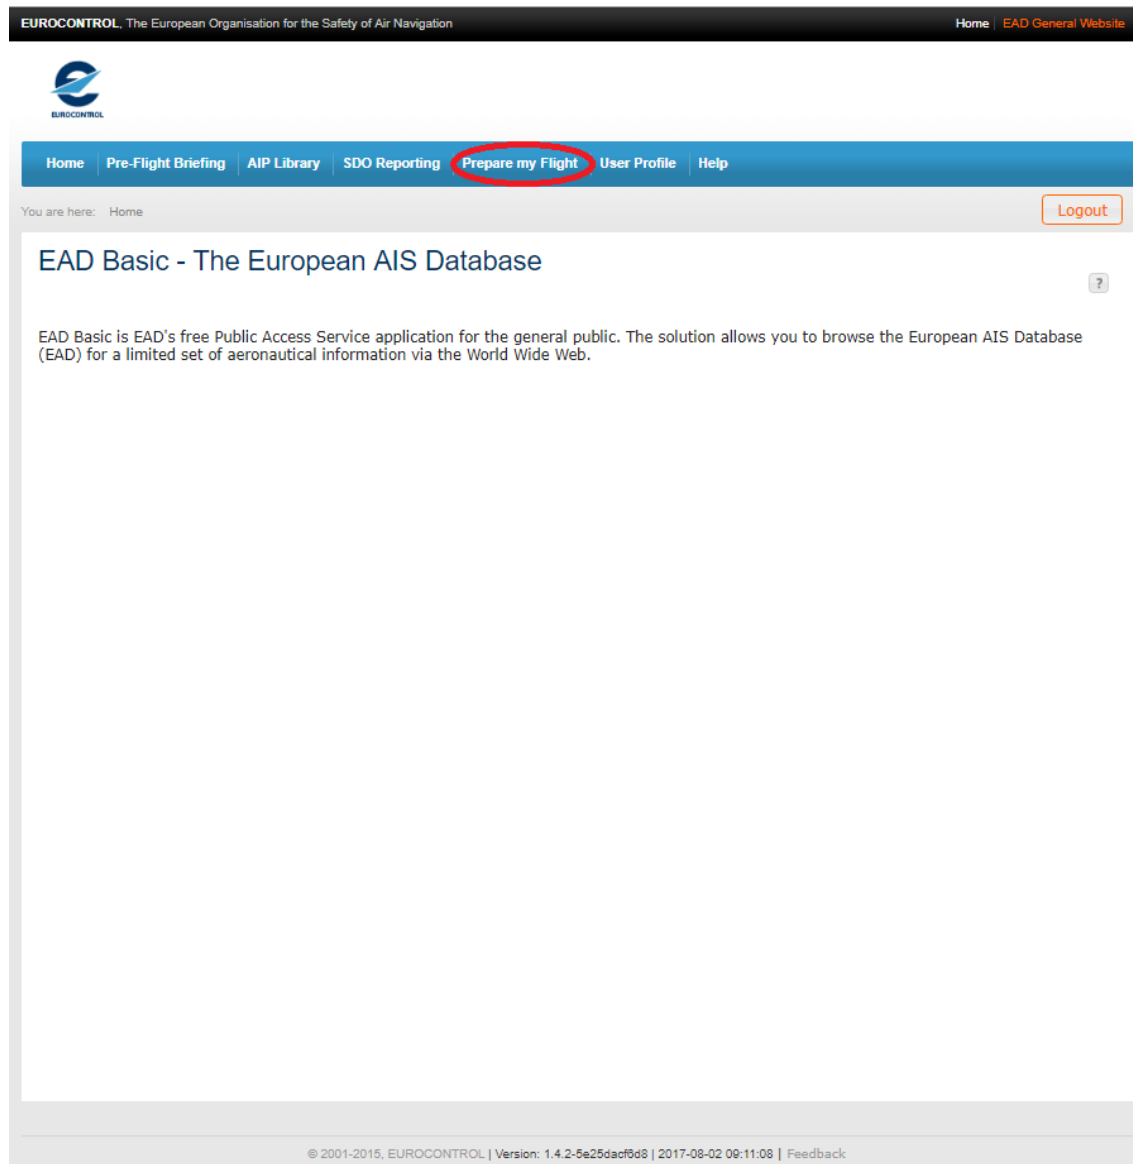 EUROCONTROL, The European Organisation for the Safety of Air Navigation
Home | EAD General Website
EUROCONTROL
Home Pre-Flight Briefing AIP Library SDO Reporting Prepare my Flight User Profile Help
You are here: Home
Logout
EAD Basic - The European AIS Database
?
EAD Basic is EAD's free Public Access Service application for the general public. The solution allows you to browse the European AIS Database
(EAD) for a limited set of aeronautical information via the World Wide Web.
© 2001-2015, EUROCONTROL | Version: 1.4.2-5e25dacf6d8 | 2017-08-02 09:11:08 | Feedback